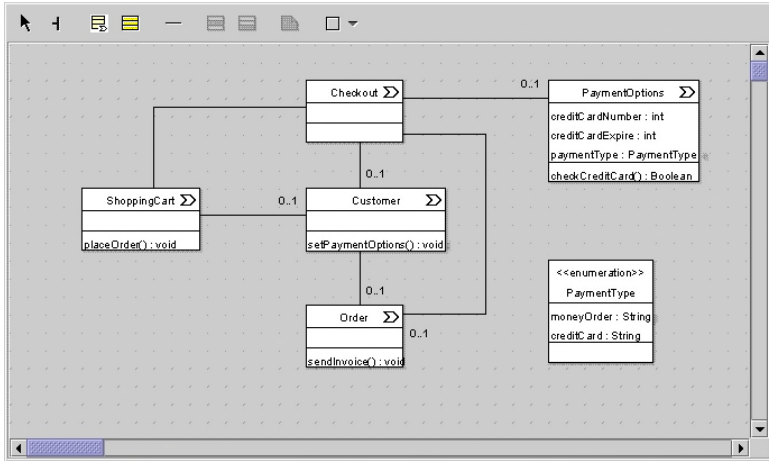 0..1
Checkout
PaymentOptions
creditCardNumber : int
creditCardExpire : int
paymentType : PaymentType
checkCreditCard() : Boolean
0..1
ShoppingCart
0..1
Customer
placeOrder() : void
setPaymentOptions() : void
<<enumeration>>
PaymentType
0..1
Order
moneyOrder : String
0..1
creditCard : String
sendInvoice() : void